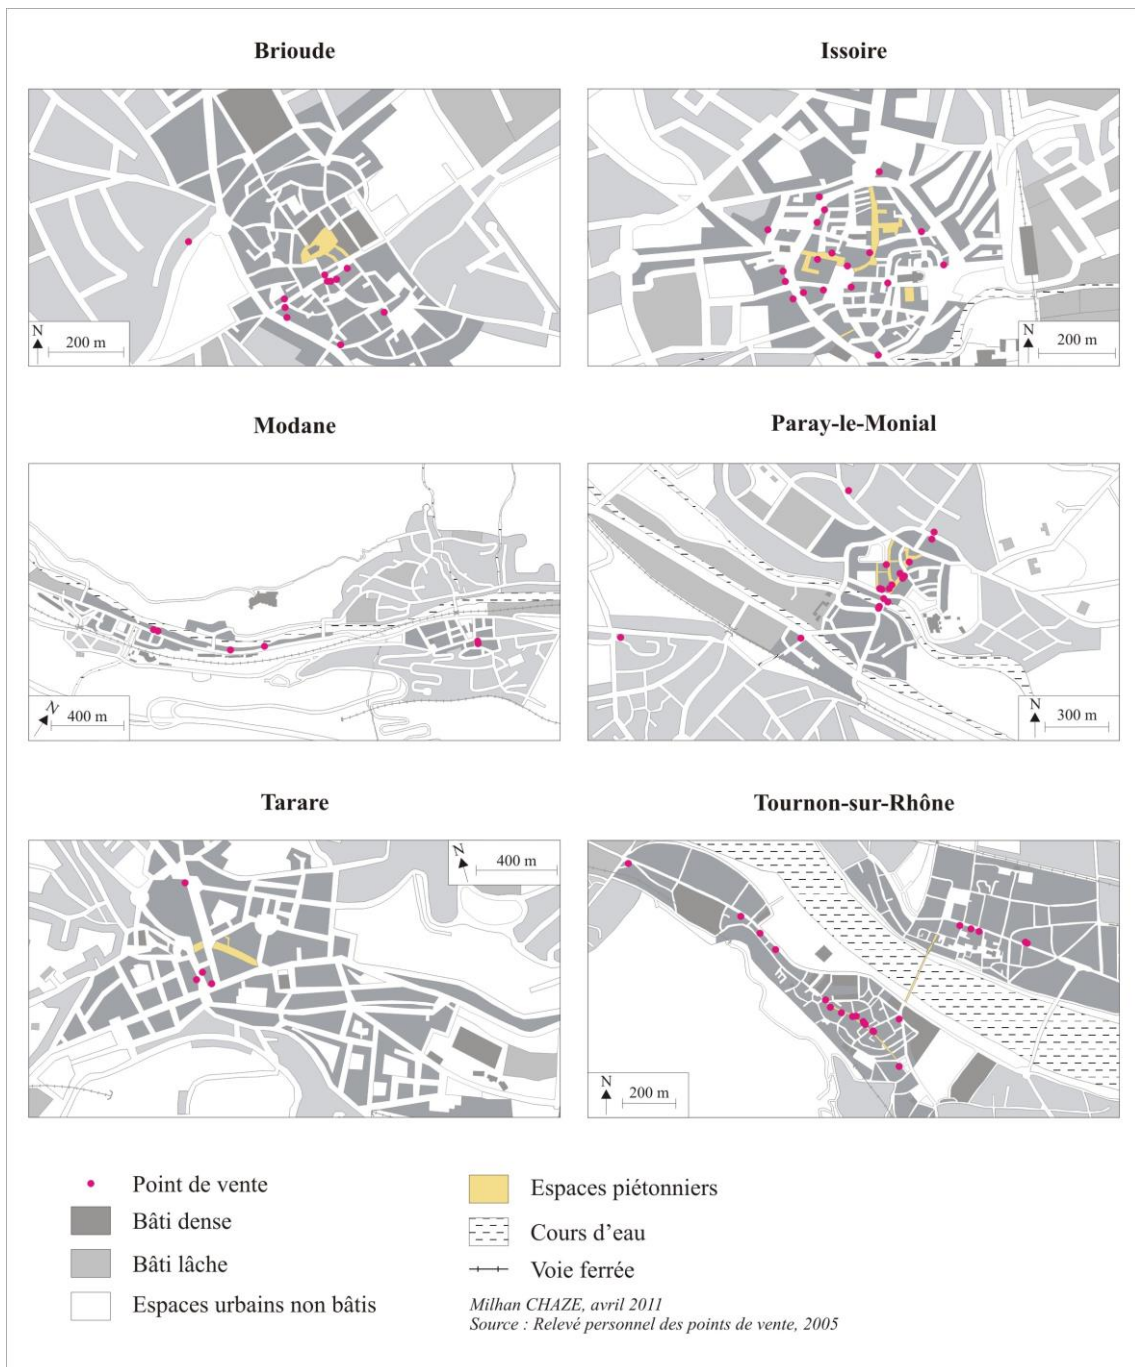 Brioude
Issoire
N
200 m
N
200 m
Modane
Paray-le-Monial
N
400 m
N
300 m
Tarare
Tournon-sur-Rhône
N
400 m
N
200 m
Point de vente
Bâti dense
Bâti lâche
Espaces urbains non bâtis
Espaces piétonniers
Cours d'eau
Voie ferrée
Milhan CHAZE, avril 2011
Source : Relevé personnel des points de vente, 2005